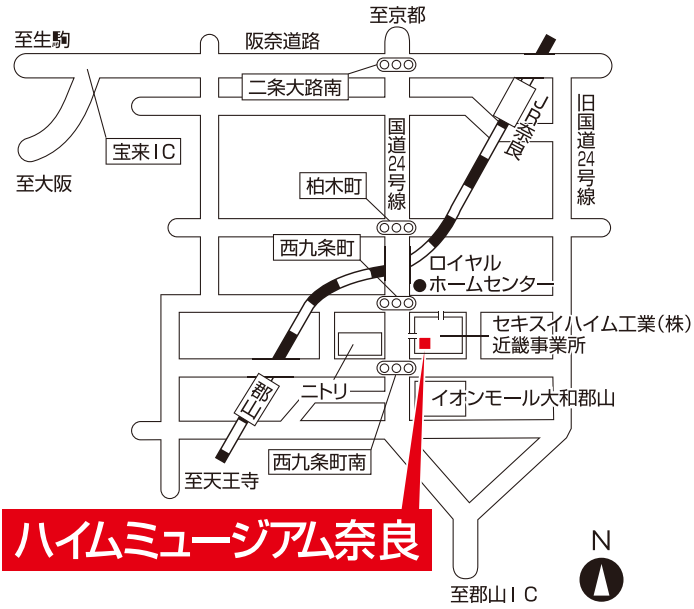 至京都
至生駒
阪奈道路
二条大路南
宝来IC
至大阪
JR奈良
旧国道24号線
国道24号線
柏木町
西九条町
ロイヤル
ホームセンター
セキスイハイム工業(株)
近畿事業所
ニトリ
イオンモール大和郡山
郡山
西九条町南
至天王寺
ハイムミュージアム奈良
N
至郡山IC